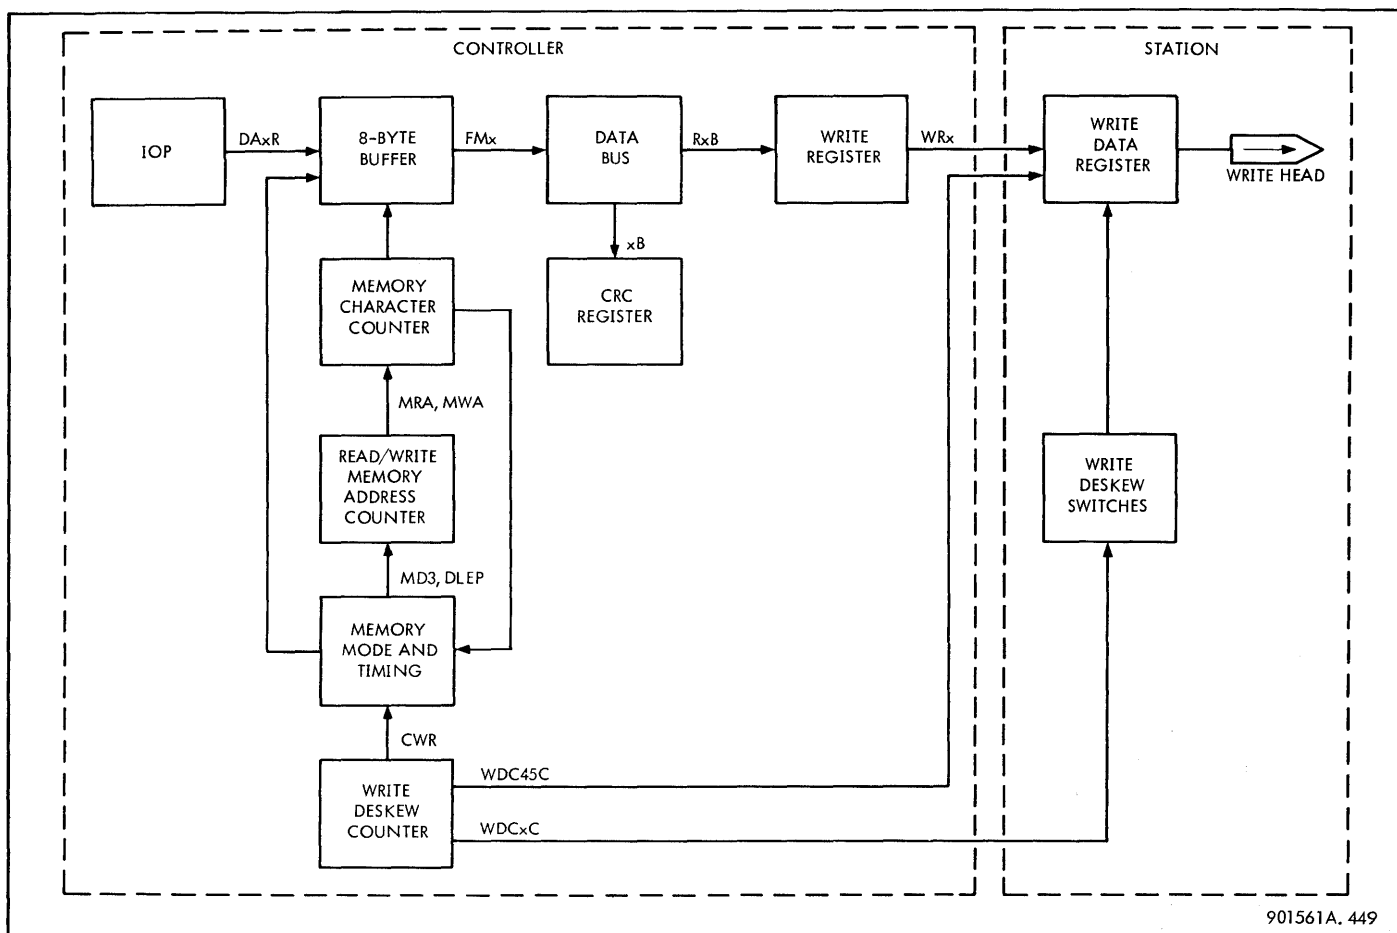 CONTROLLER
STATION
IOP
DAxR
8-BYTE
BUFFER
FMx
DATA
BUS
RxB
WRITE
REGISTER
WRx
WRITE
DATA
REGISTER
WRITE HEAD
xB
MEMORY
CHARACTER
COUNTER
CRC
REGISTER
MRA, MWA
READ/WRITE
MEMORY
ADDRESS
COUNTER
WRITE
DESKEW
SWITCHES
MD3, DLEP
MEMORY
MODE AND
TIMING
CWR
WRITE
DESKEW
COUNTER
WDC45C
WDCxC
901561A. 449